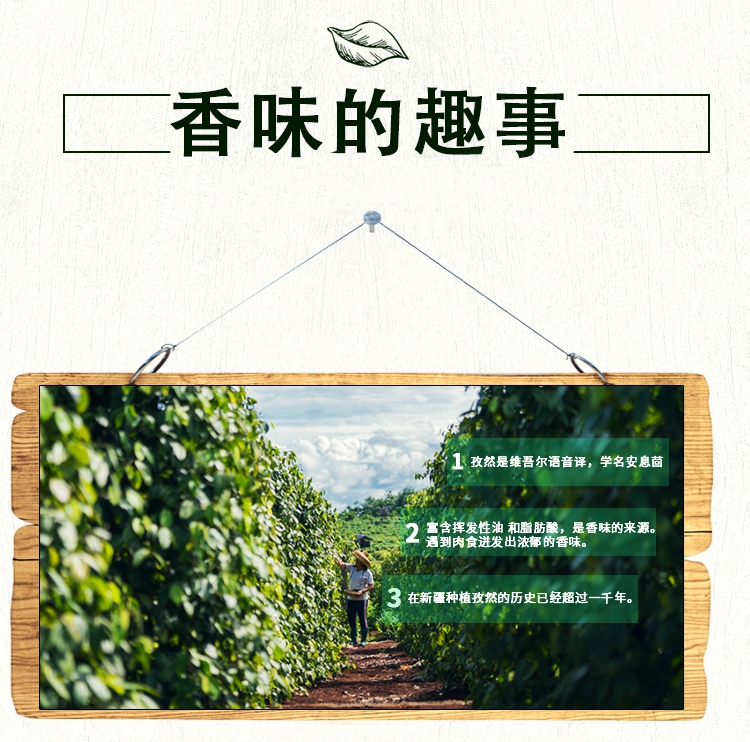 香味的趣事
1 孜然是维吾尔语音译，学名安息茴
2 富含挥发性油 和脂肪酸，是香味的来源。
遇到肉食迸发出浓郁的香味。
3 在新疆种植孜然的历史已经超过一千年。